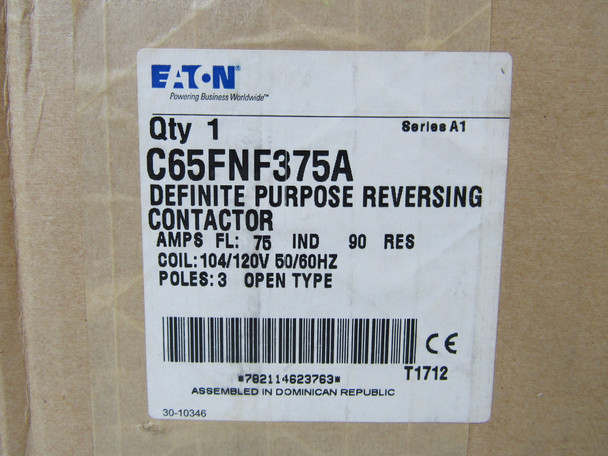 EATON
Powering Business Worldwide™
Qty 1 Series A1
C65FNF375A
DEFINITE PURPOSE REVERSING
CONTACTOR
AMPS FL: 75 IND 90 RES
COIL:104/120V 50/60HZ
POLES:3 OPEN TYPE
CE
*782114623763* T1712
ASSEMBLED IN DOMINICAN REPUBLIC
30-10346